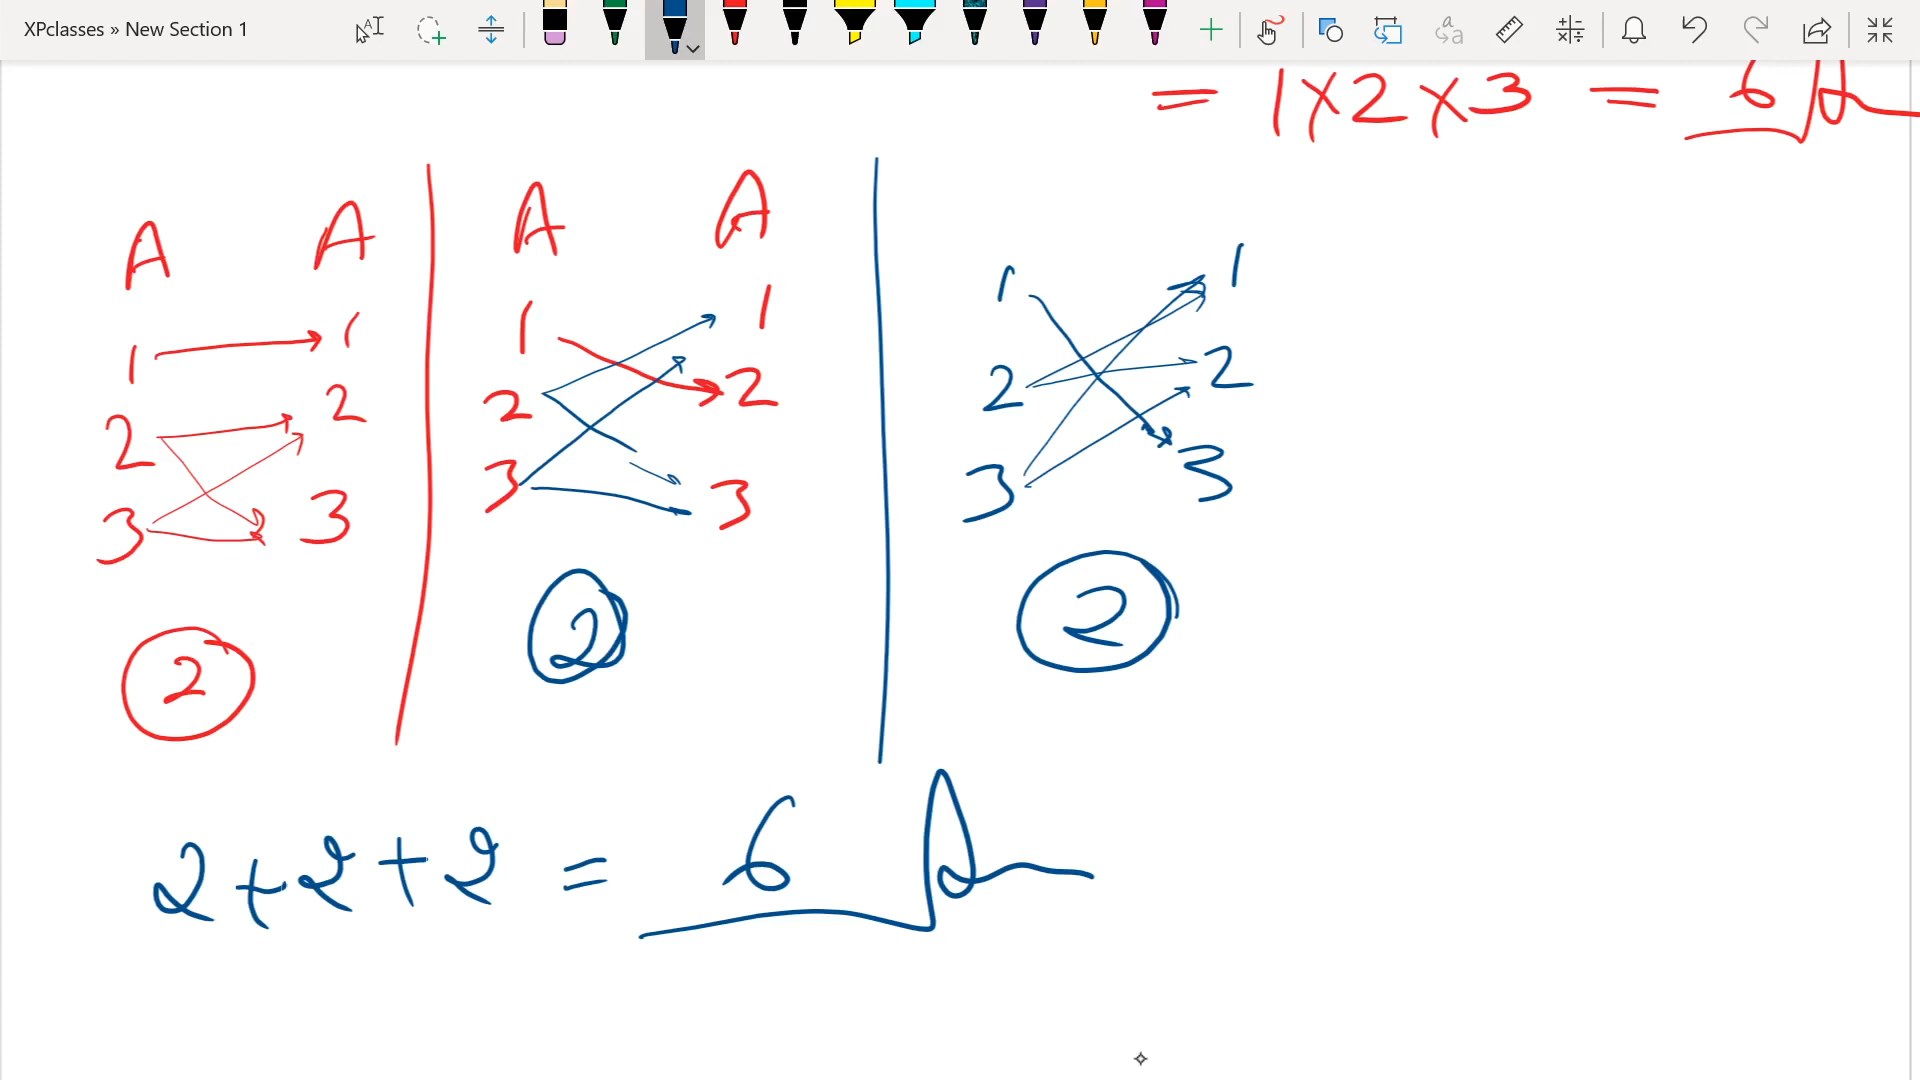 XPclasses » New Section 1
= 1 x 2 x 3 = 6
A A A A
1 1 1 1 1 1
2 2 2 2 2 2
3 3 3 3 3 3
2 2 2
2 + 2 + 2 = 6